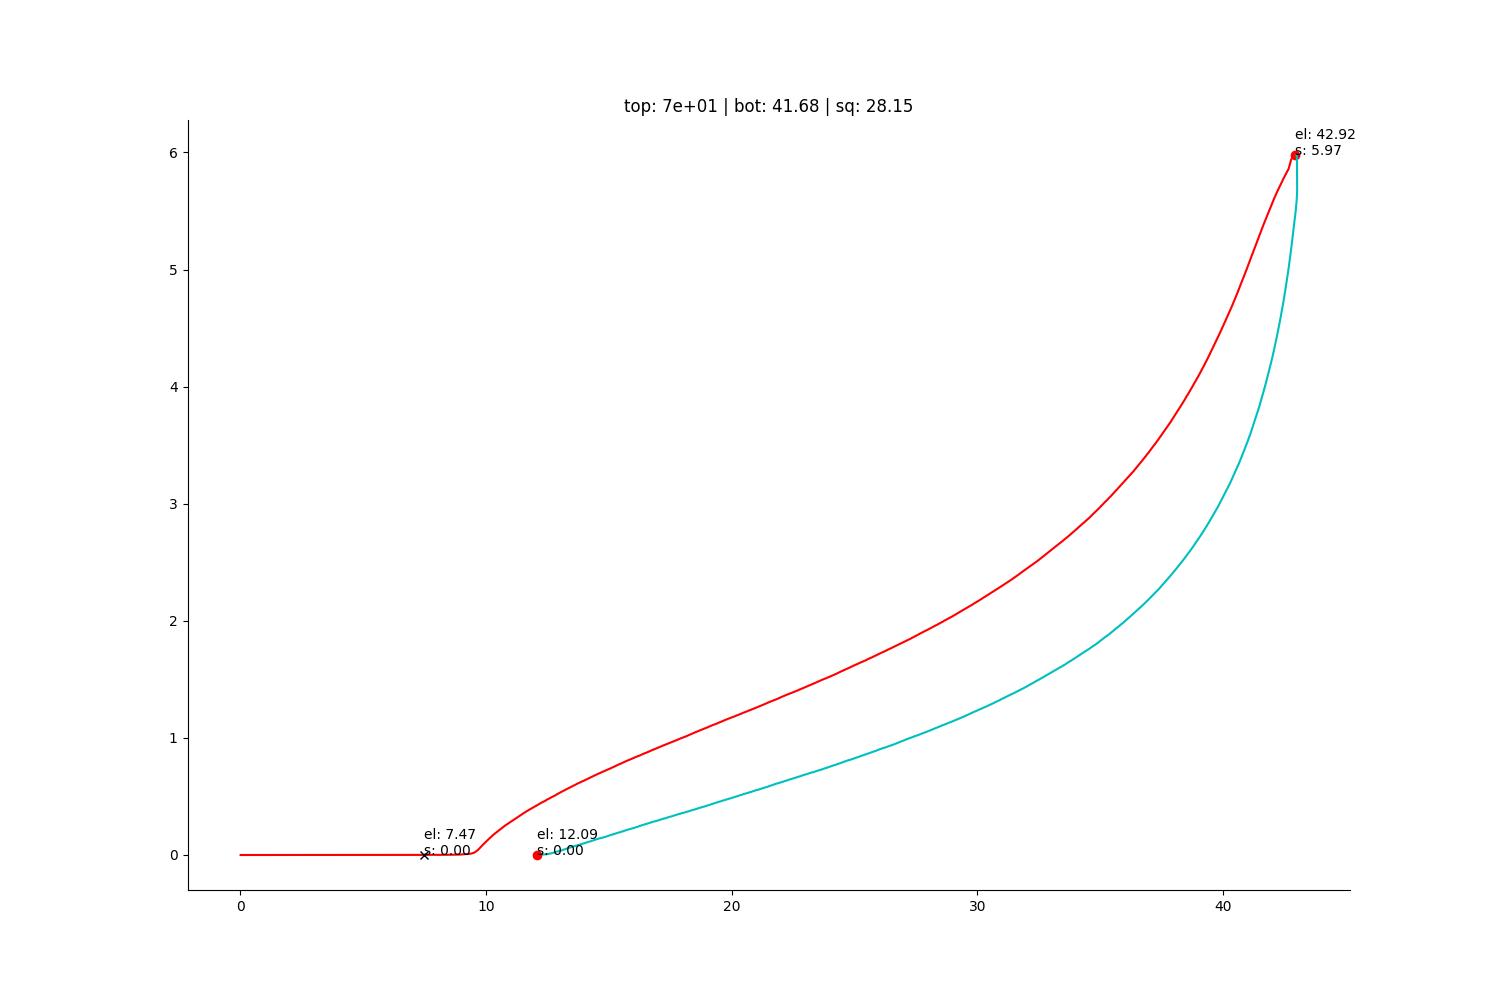 top: 7e+01 | bot: 41.68 | sq: 28.15
el: 42.92
s: 5.97
6
5
4
3
2
1
0
el: 7.47
s: 0.00
el: 12.09
s: 0.00
0 10 20 30 40